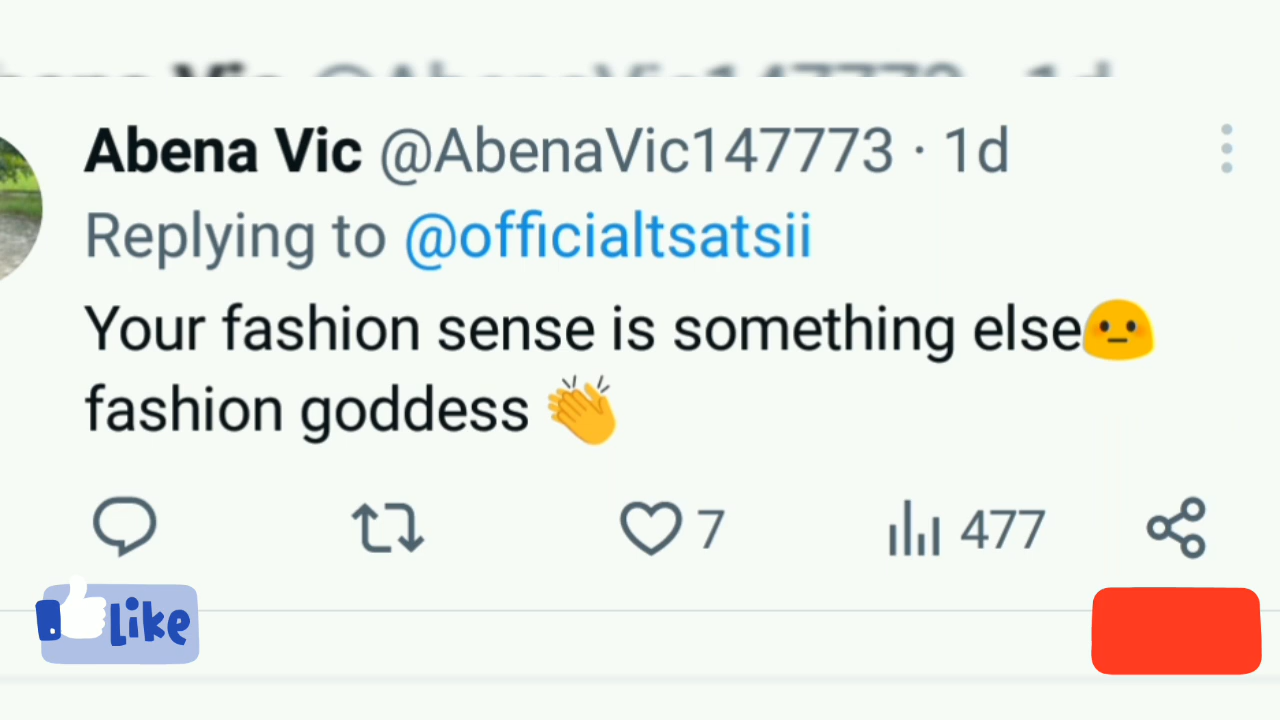 Abena Vic @AbenaVic147773 · 1d
Replying to @officialtsatsii
Your fashion sense is something else😐
fashion goddess 👏
7 477
Like